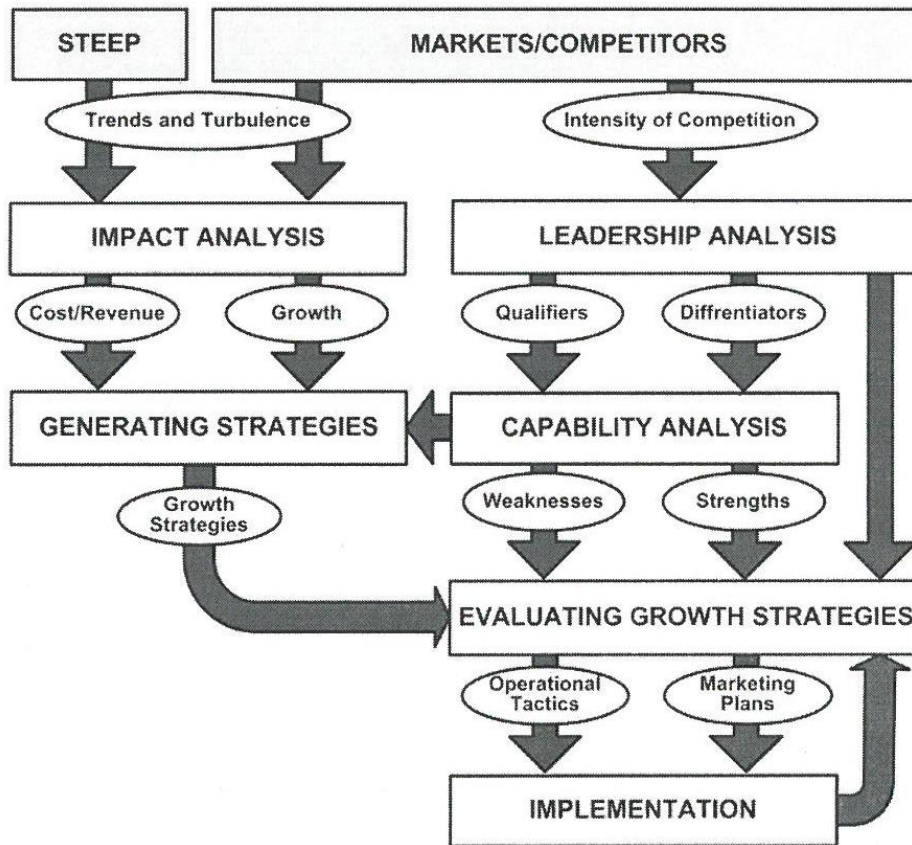 STEEP
MARKETS/COMPETITORS
Trends and Turbulence
Intensity of Competition
IMPACT ANALYSIS
LEADERSHIP ANALYSIS
Cost/Revenue
Growth
Qualifiers
Diffrentiators
GENERATING STRATEGIES
CAPABILITY ANALYSIS
Growth
Strategies
Weaknesses
Strengths
EVALUATING GROWTH STRATEGIES
Operational
Tactics
Marketing
Plans
IMPLEMENTATION